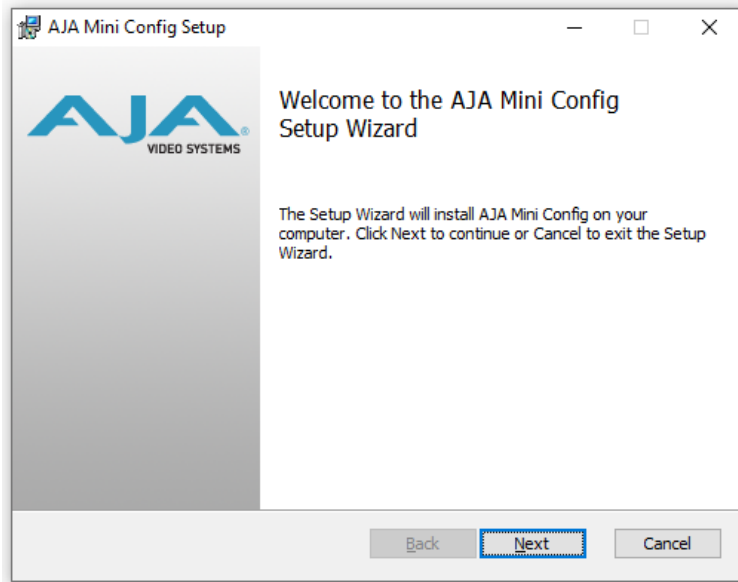 AJA Mini Config Setup
AJA®
VIDEO SYSTEMS
Welcome to the AJA Mini Config
Setup Wizard
The Setup Wizard will install AJA Mini Config on your
computer. Click Next to continue or Cancel to exit the Setup
Wizard.
Back
Next
Cancel